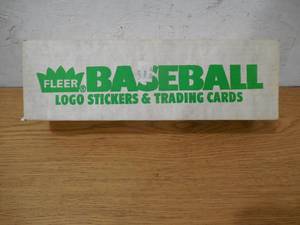 FLEER® BASEBALL
LOGO STICKERS & TRADING CARDS